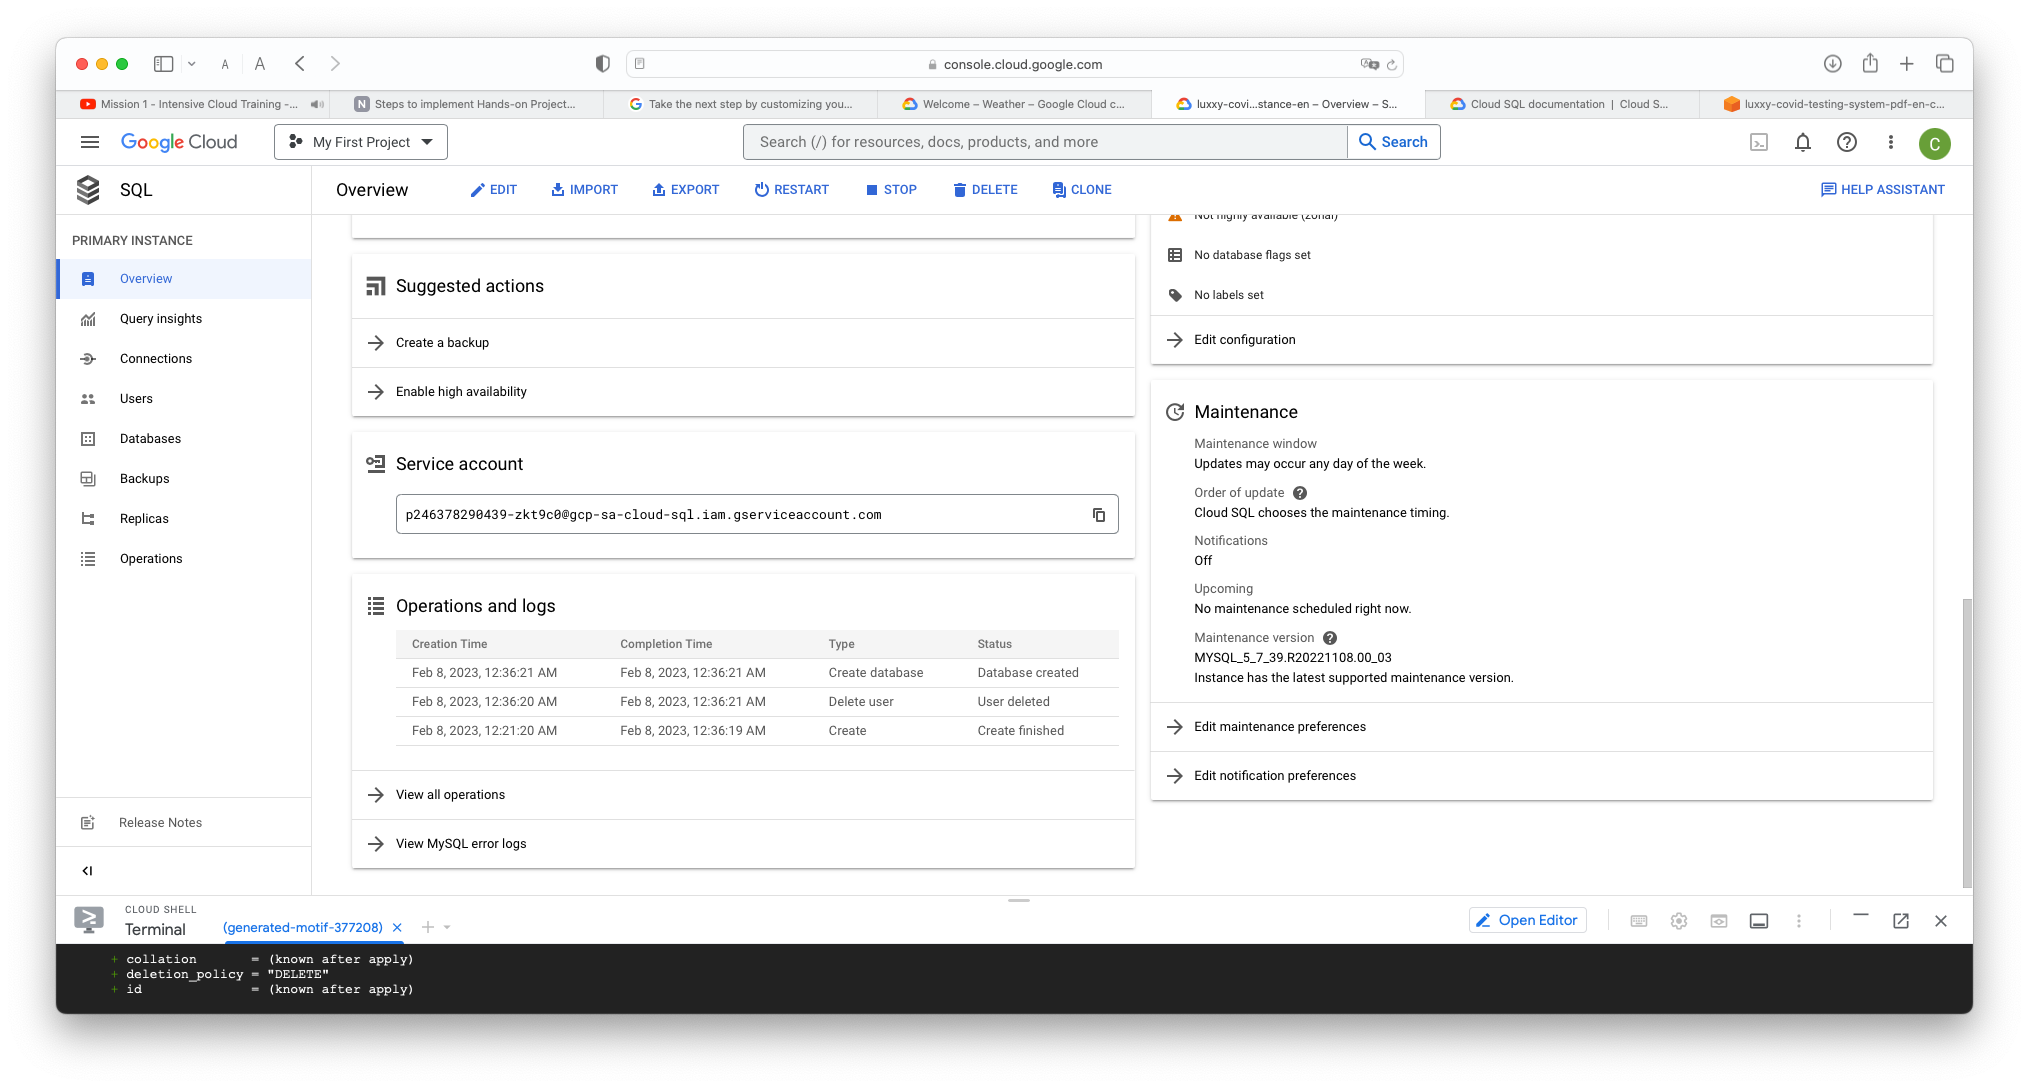 A A
console.cloud.google.com
Mission 1 - Intensive Cloud Training -...
N Steps to implement Hands-on Project...
G Take the next step by customizing you...
Welcome – Weather – Google Cloud c...
luxxy-covi...stance-en – Overview – S...
Cloud SQL documentation | Cloud S...
luxxy-covid-testing-system-pdf-en-c...
Google Cloud
My First Project
Search (/) for resources, docs, products, and more
Search
C
SQL
Overview
EDIT
IMPORT
EXPORT
RESTART
STOP
DELETE
CLONE
HELP ASSISTANT
PRIMARY INSTANCE
Overview
Query insights
Connections
Users
Databases
Backups
Replicas
Operations
Release Notes
Suggested actions
Create a backup
Enable high availability
Service account
p246378290439-zkt9c0@gcp-sa-cloud-sql.iam.gserviceaccount.com
Operations and logs
Creation Time Completion Time Type Status
Feb 8, 2023, 12:36:21 AM Feb 8, 2023, 12:36:21 AM Create database Database created
Feb 8, 2023, 12:36:20 AM Feb 8, 2023, 12:36:21 AM Delete user User deleted
Feb 8, 2023, 12:21:20 AM Feb 8, 2023, 12:36:19 AM Create Create finished
View all operations
View MySQL error logs
Not highly available (zonal)
No database flags set
No labels set
Edit configuration
Maintenance
Maintenance window
Updates may occur any day of the week.
Order of update
Cloud SQL chooses the maintenance timing.
Notifications
Off
Upcoming
No maintenance scheduled right now.
Maintenance version
MYSQL_5_7_39.R20221108.00_03
Instance has the latest supported maintenance version.
Edit maintenance preferences
Edit notification preferences
CLOUD SHELL
Terminal
(generated-motif-377208)
Open Editor
+ collation = (known after apply)
+ deletion_policy = "DELETE"
+ id = (known after apply)